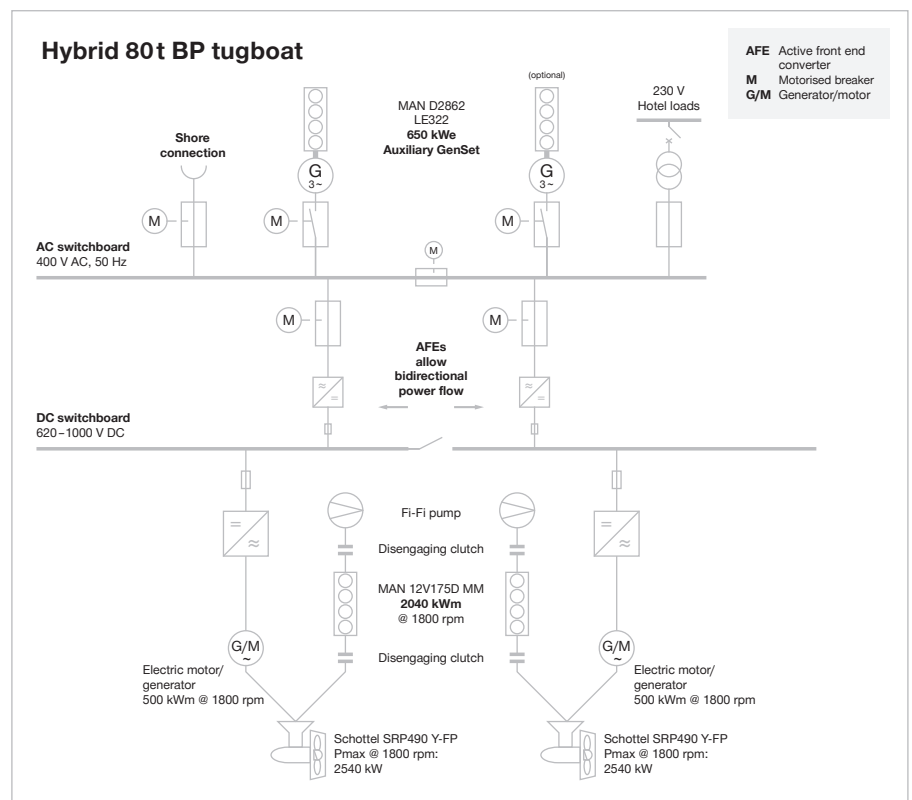 Hybrid 80 t BP tugboat
AFE Active front end
converter
M Motorised breaker
G/M Generator/motor
(optional)
MAN D2862
LE322
650 kWe
Auxiliary GenSet
230 V
Hotel loads
Shore
connection
G
3~
G
3~
M
M
M
AC switchboard
400 V AC, 50 Hz
M
M
M
AFEs
allow
bidirectional
power flow
≈
=
≈
=
DC switchboard
620–1000 V DC
Fi-Fi pump
=
≈
=
≈
Disengaging clutch
MAN 12V175D MM
2040 kWm
@ 1800 rpm
G/M
~
G/M
~
Disengaging clutch
Electric motor/
generator
500 kWm @ 1800 rpm
Electric motor/
generator
500 kWm @ 1800 rpm
Schottel SRP490 Y-FP
Pmax @ 1800 rpm:
2540 kW
Schottel SRP490 Y-FP
Pmax @ 1800 rpm:
2540 kW